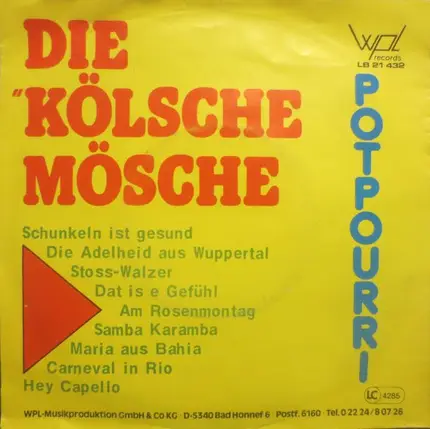 DIE
"KÖLSCHE
MÖSCHE
wpl
records
LB 21 432
POTPOURRI
Schunkeln ist gesund
Die Adelheid aus Wuppertal
Stoss-Walzer
Dat is e Gefühl
Am Rosenmontag
Samba Karamba
Maria aus Bahia
Carneval in Rio
Hey Capello
LC 4285
WPL-Musikproduktion GmbH & Co KG · D-5340 Bad Honnef 6 · Postf. 6160 · Tel. 0 22 24 / 8 07 28